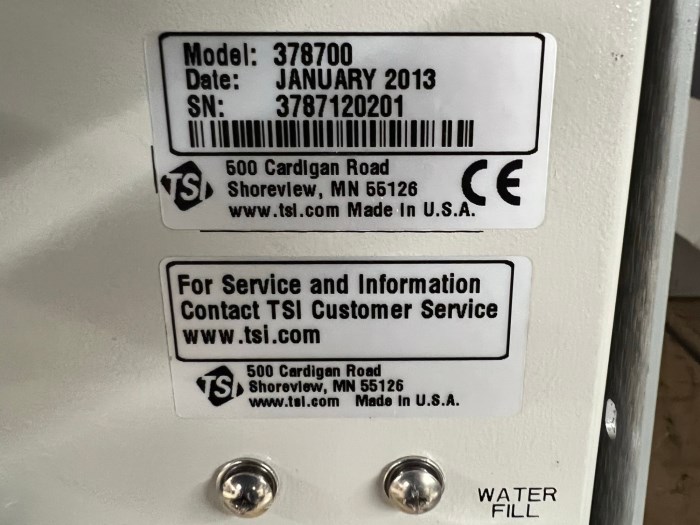 Model: 378700
Date: JANUARY 2013
SN: 3787120201
TSI
500 Cardigan Road
Shoreview, MN 55126
www.tsi.com Made in U.S.A.
CE
For Service and Information
Contact TSI Customer Service
www.tsi.com
TSI
500 Cardigan Road
Shoreview, MN 55126
www.tsi.com Made in U.S.A.
WATER
FILL